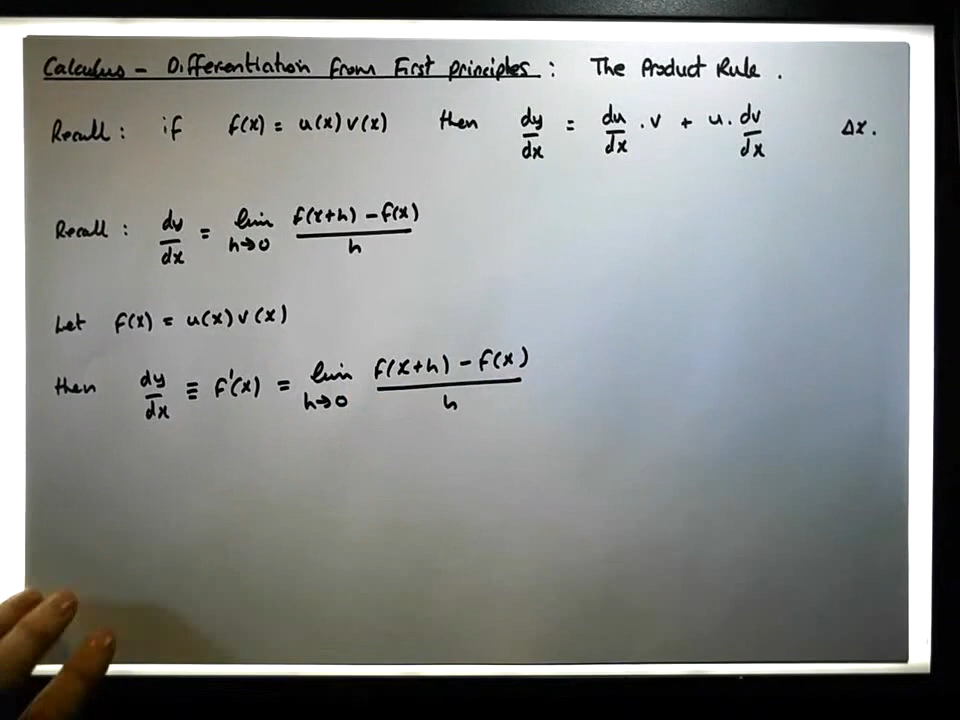 Calculus - Differentiation from First principles : The Product Rule .
Recall : if f(x) = u(x) v(x) then dy/dx = du/dx . v + u . dv/dx Δx .
Recall : dy/dx = lim h→0 f(x+h) - f(x) / h
Let f(x) = u(x) v(x)
then dy/dx ≡ f'(x) = lim h→0 f(x+h) - f(x) / h